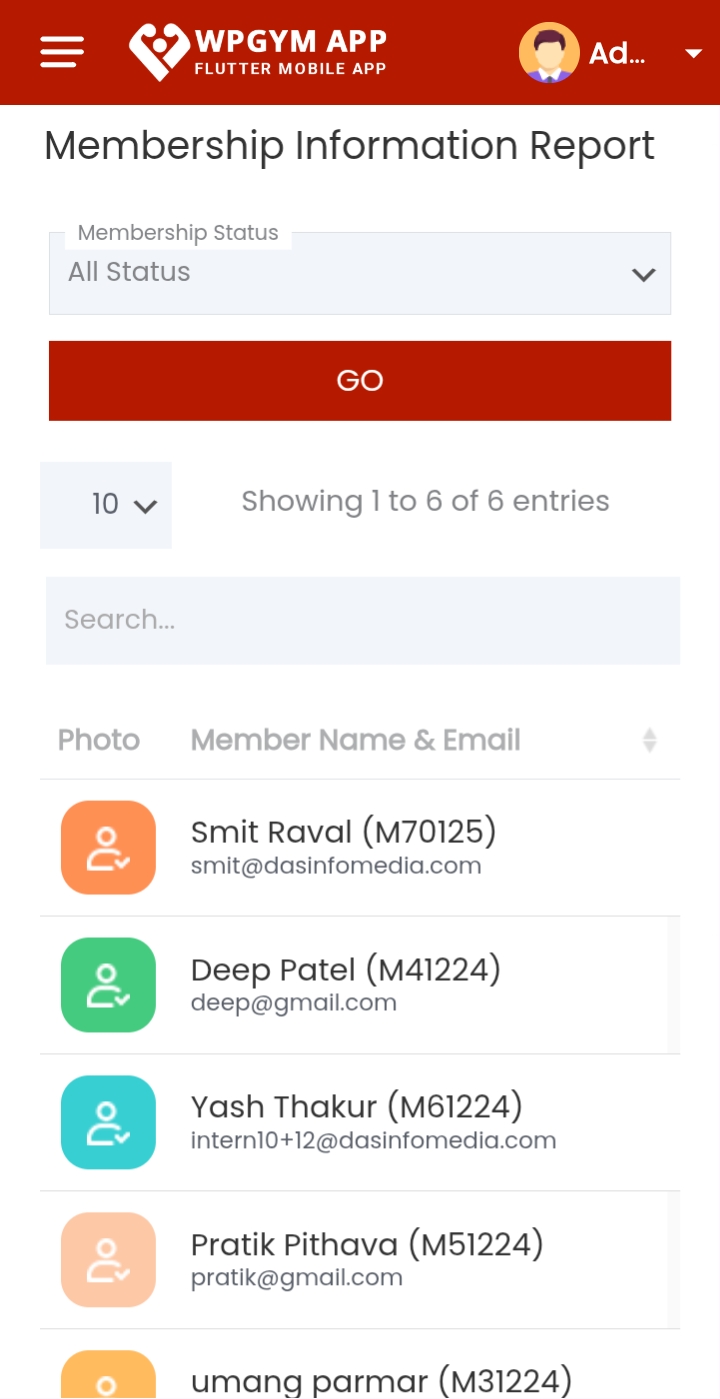 WPGYM APP
FLUTTER MOBILE APP
Ad...
Membership Information Report
Membership Status
All Status
GO
10
Showing 1 to 6 of 6 entries
Search...
Photo
Member Name & Email
Smit Raval (M70125)
smit@dasinfomedia.com
Deep Patel (M41224)
deep@gmail.com
Yash Thakur (M61224)
intern10+12@dasinfomedia.com
Pratik Pithava (M51224)
pratik@gmail.com
umang parmar (M31224)